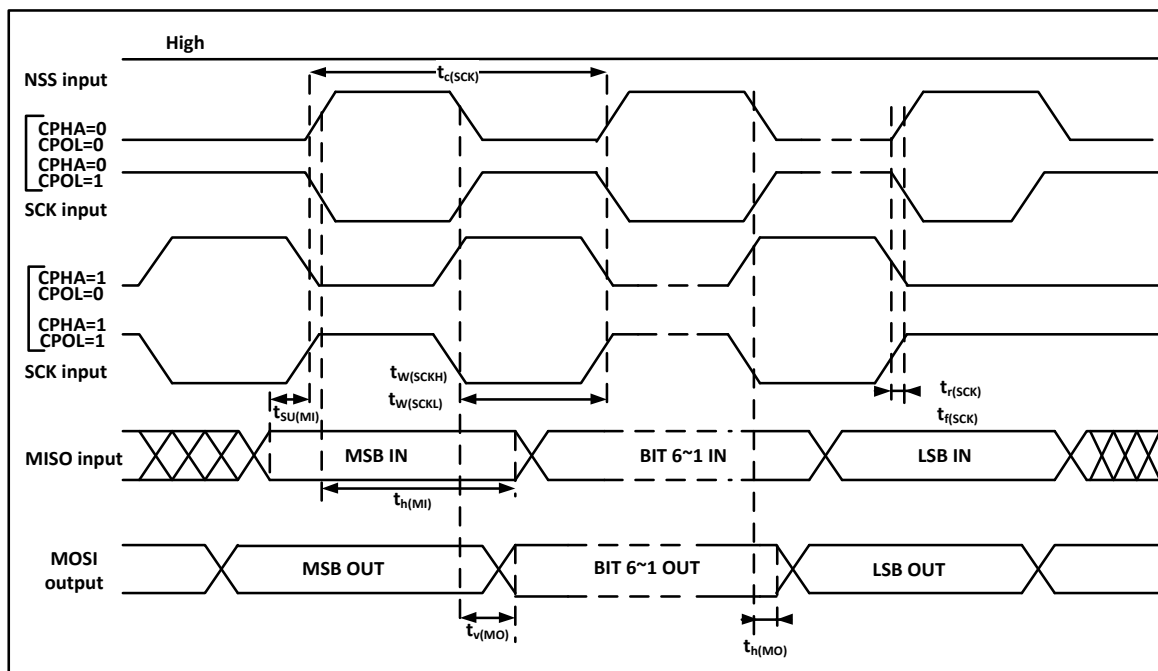 High
NSS input
tc(SCK)
CPHA=0
CPOL=0
CPHA=0
CPOL=1
SCK input
CPHA=1
CPOL=0
CPHA=1
CPOL=1
SCK input
tW(SCKH)
tW(SCKL)
tr(SCK)
tf(SCK)
tSU(MI)
MISO input
MSB IN
BIT 6~1 IN
LSB IN
th(MI)
MOSI
output
MSB OUT
BIT 6~1 OUT
LSB OUT
tv(MO)
th(MO)